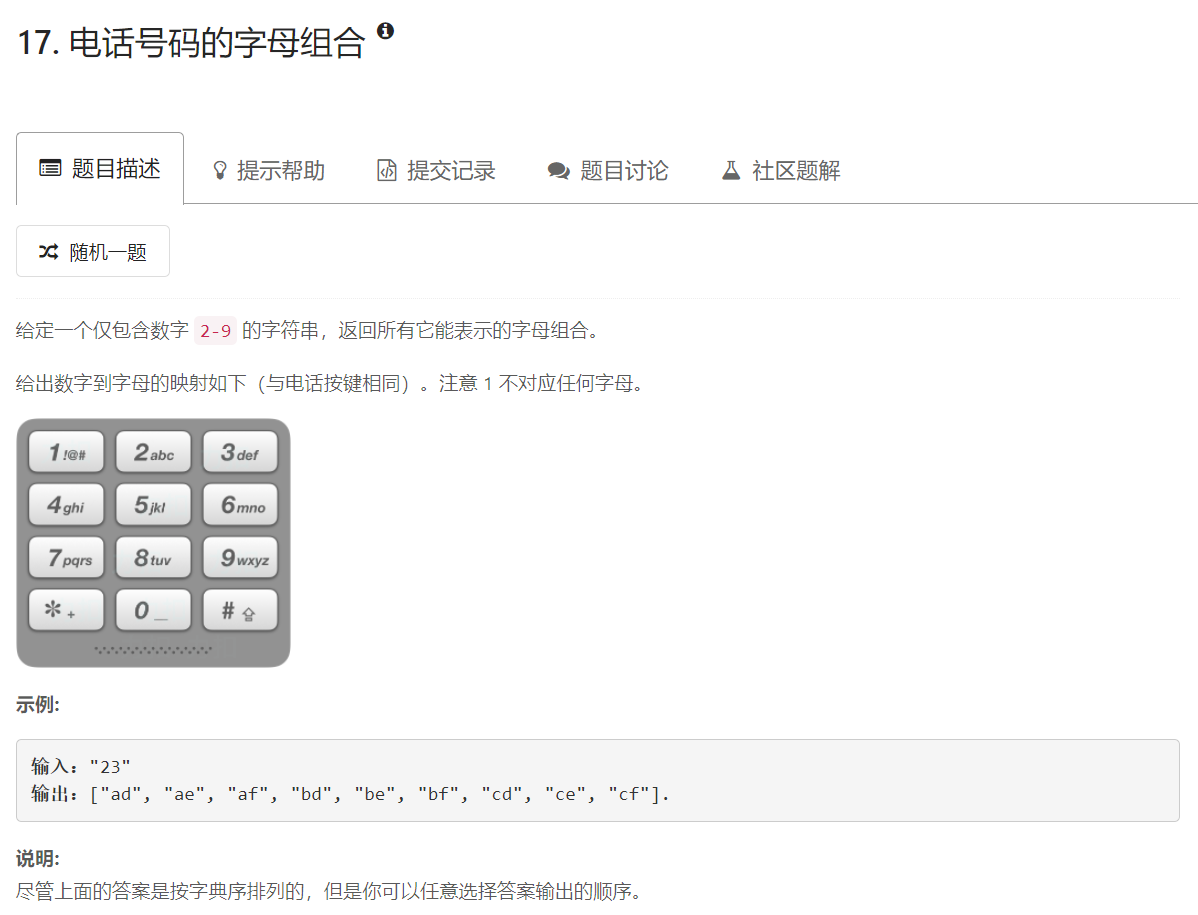 17. 电话号码的字母组合
题目描述 提示帮助 提交记录 题目讨论 社区题解
随机一题
给定一个仅包含数字 2-9 的字符串，返回所有它能表示的字母组合。
给出数字到字母的映射如下（与电话按键相同）。注意 1 不对应任何字母。
1 !@# 2 abc 3 def
4 ghi 5 jkl 6 mno
7 pqrs 8 tuv 9 wxyz
* + 0 _ #
示例:
输入："23"
输出：["ad", "ae", "af", "bd", "be", "bf", "cd", "ce", "cf"].
说明:
尽管上面的答案是按字典序排列的，但是你可以任意选择答案输出的顺序。